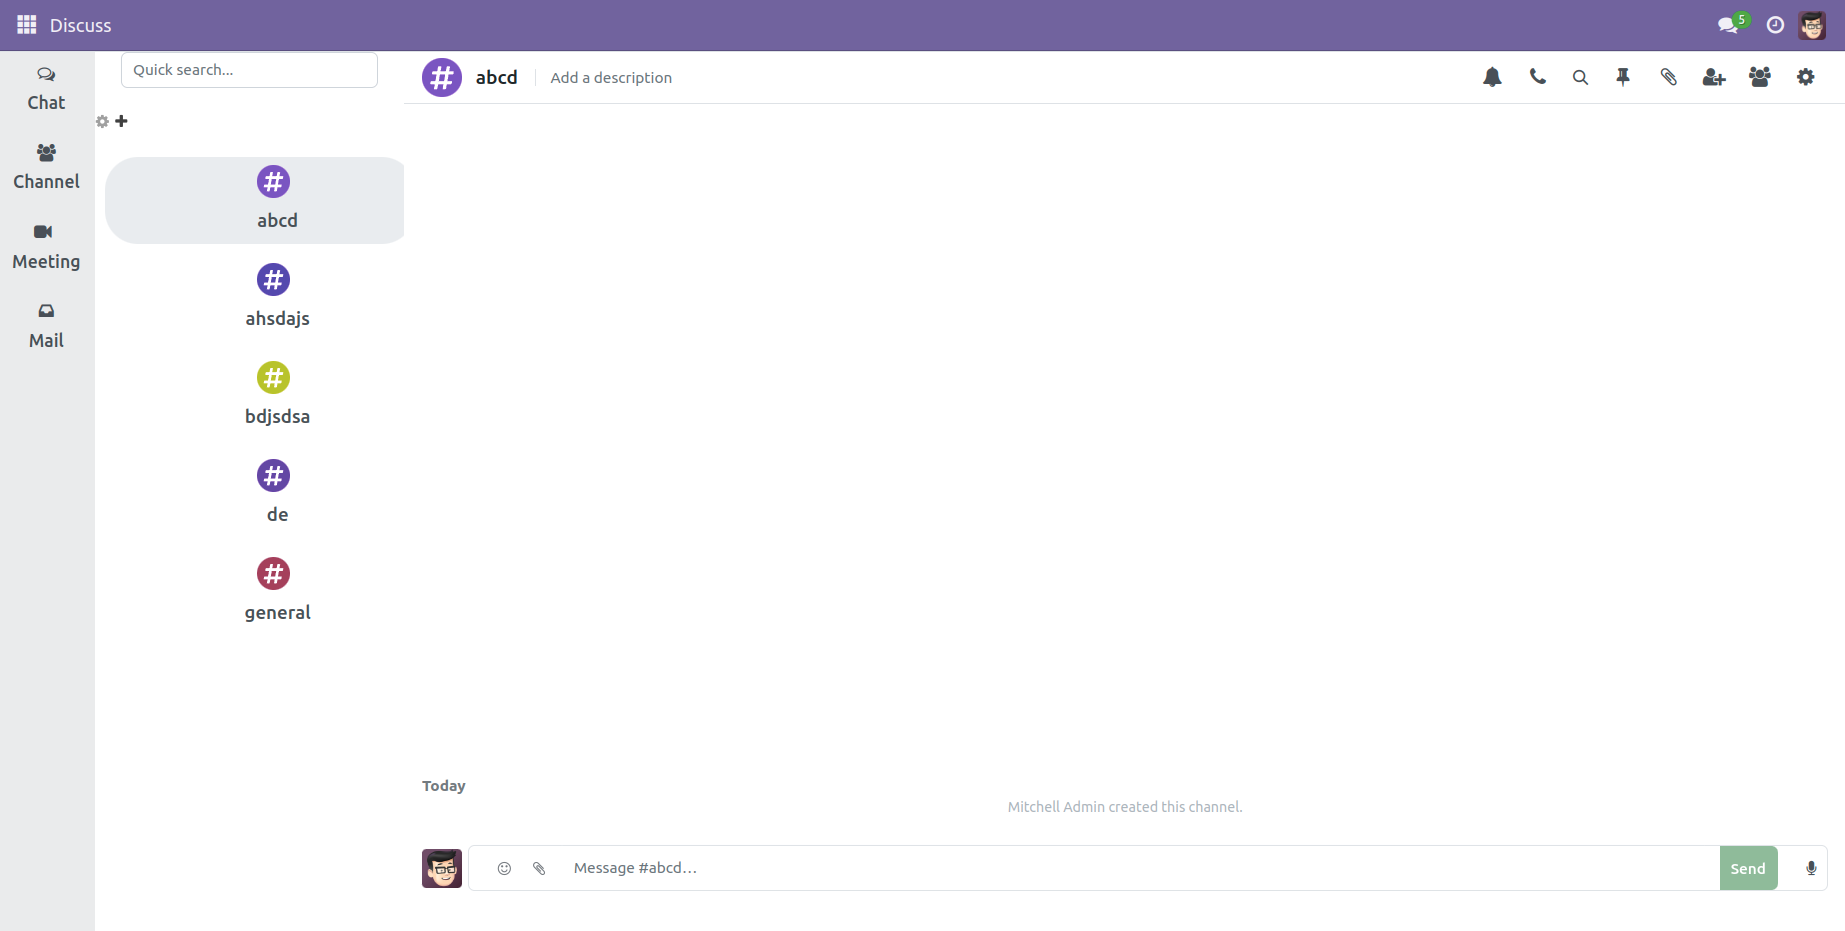 Discuss
5
Chat
Channel
Meeting
Mail
Quick search...
abcd
ahsdajs
bdjsdsa
de
general
abcd
Add a description
Today
Mitchell Admin created this channel.
Message #abcd…
Send